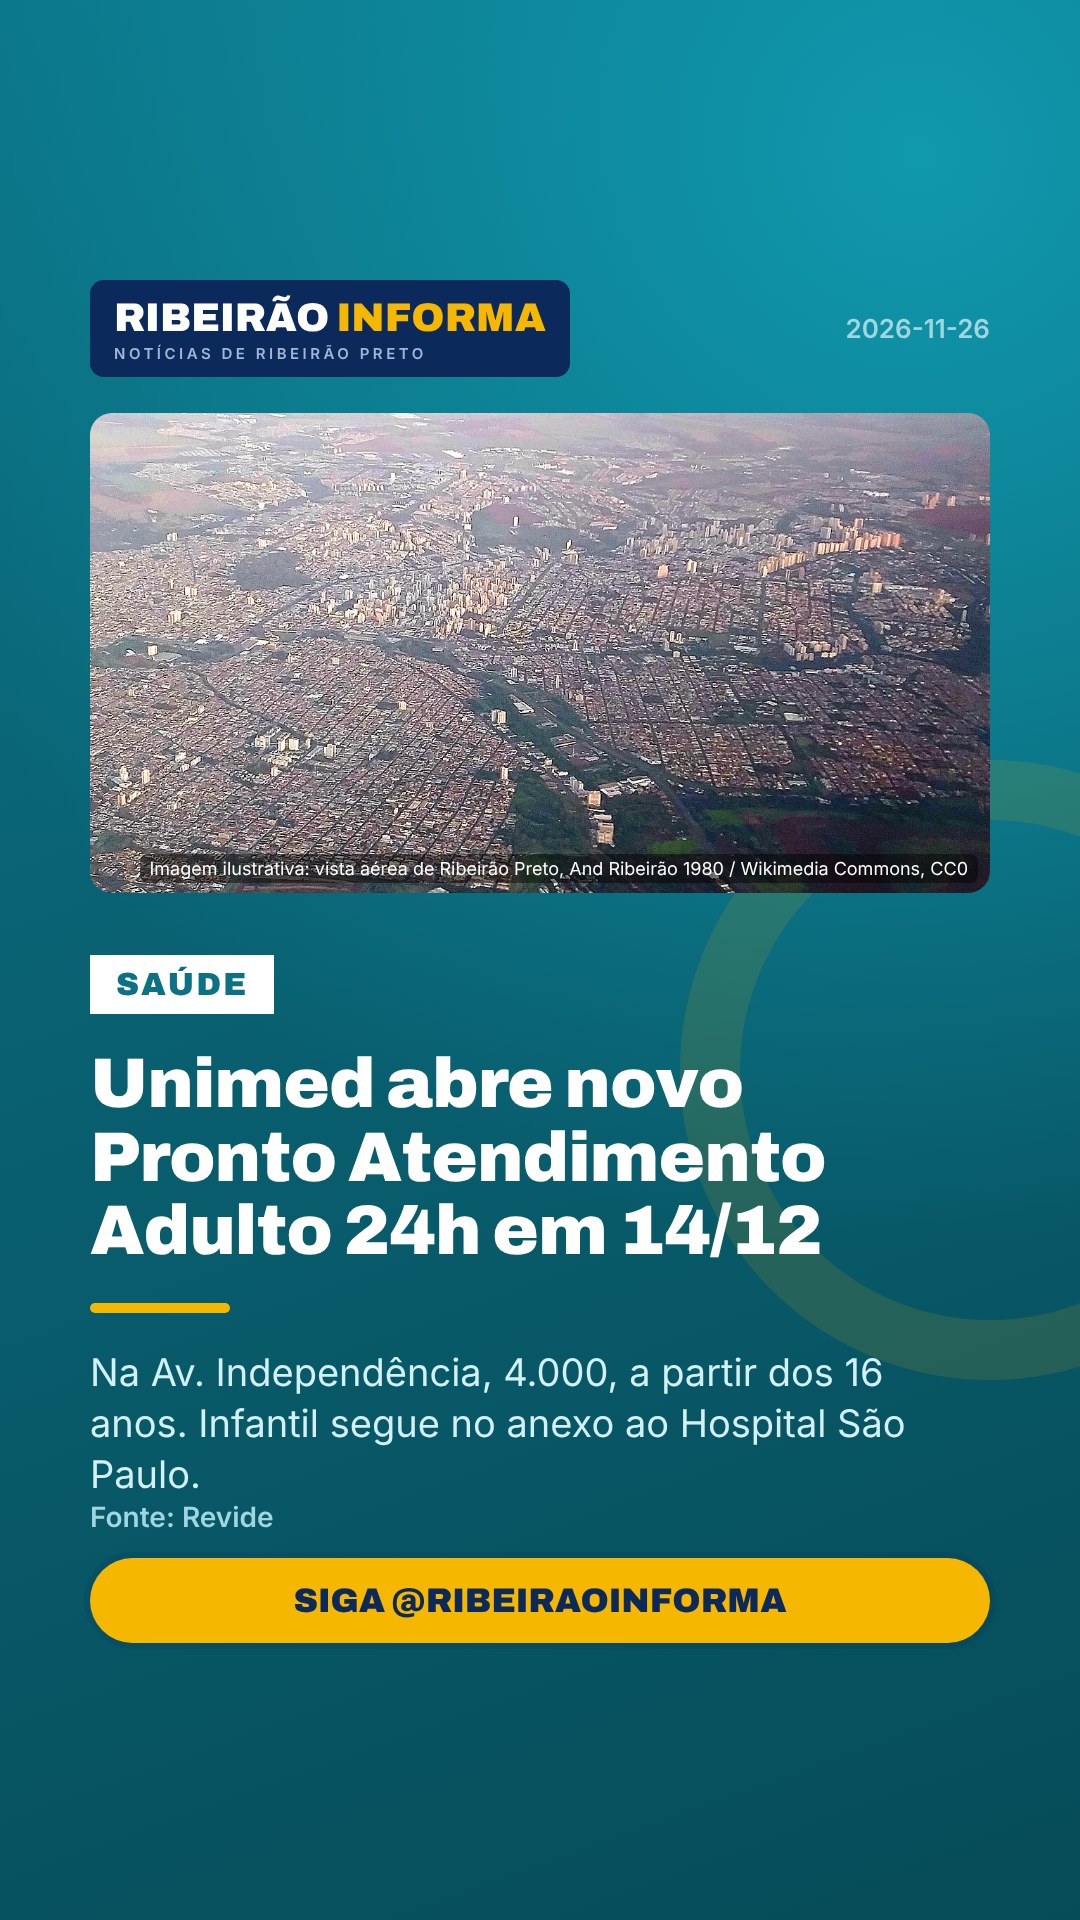 RIBEIRÃO INFORMA
NOTÍCIAS DE RIBEIRÃO PRETO
2026-11-26
Imagem ilustrativa: vista aérea de Ribeirão Preto, And Ribeirão 1980 / Wikimedia Commons, CC0
SAÚDE
Unimed abre novo
Pronto Atendimento
Adulto 24h em 14/12
Na Av. Independência, 4.000, a partir dos 16
anos. Infantil segue no anexo ao Hospital São
Paulo.
Fonte: Revide
SIGA @RIBEIRAOINFORMA